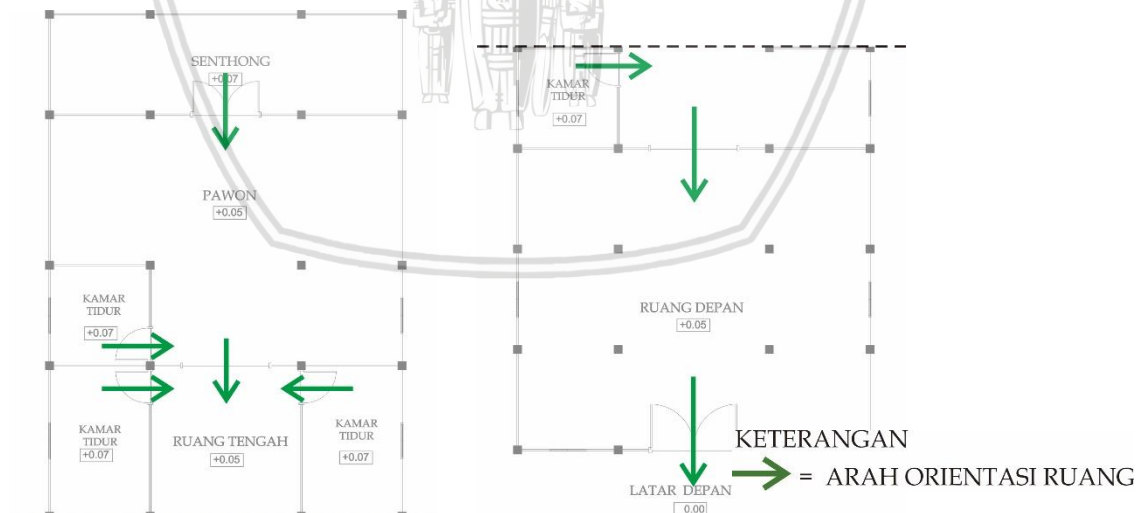 SENTHONG
+0.07
PAWON
+0.05
KAMAR
TIDUR
+0.07
KAMAR
TIDUR
+0.07
RUANG TENGAH
+0.05
KAMAR
TIDUR
+0.07
KAMAR
TIDUR
+0.07
RUANG DEPAN
+0.05
LATAR DEPAN
0.00
KETERANGAN
= ARAH ORIENTASI RUANG